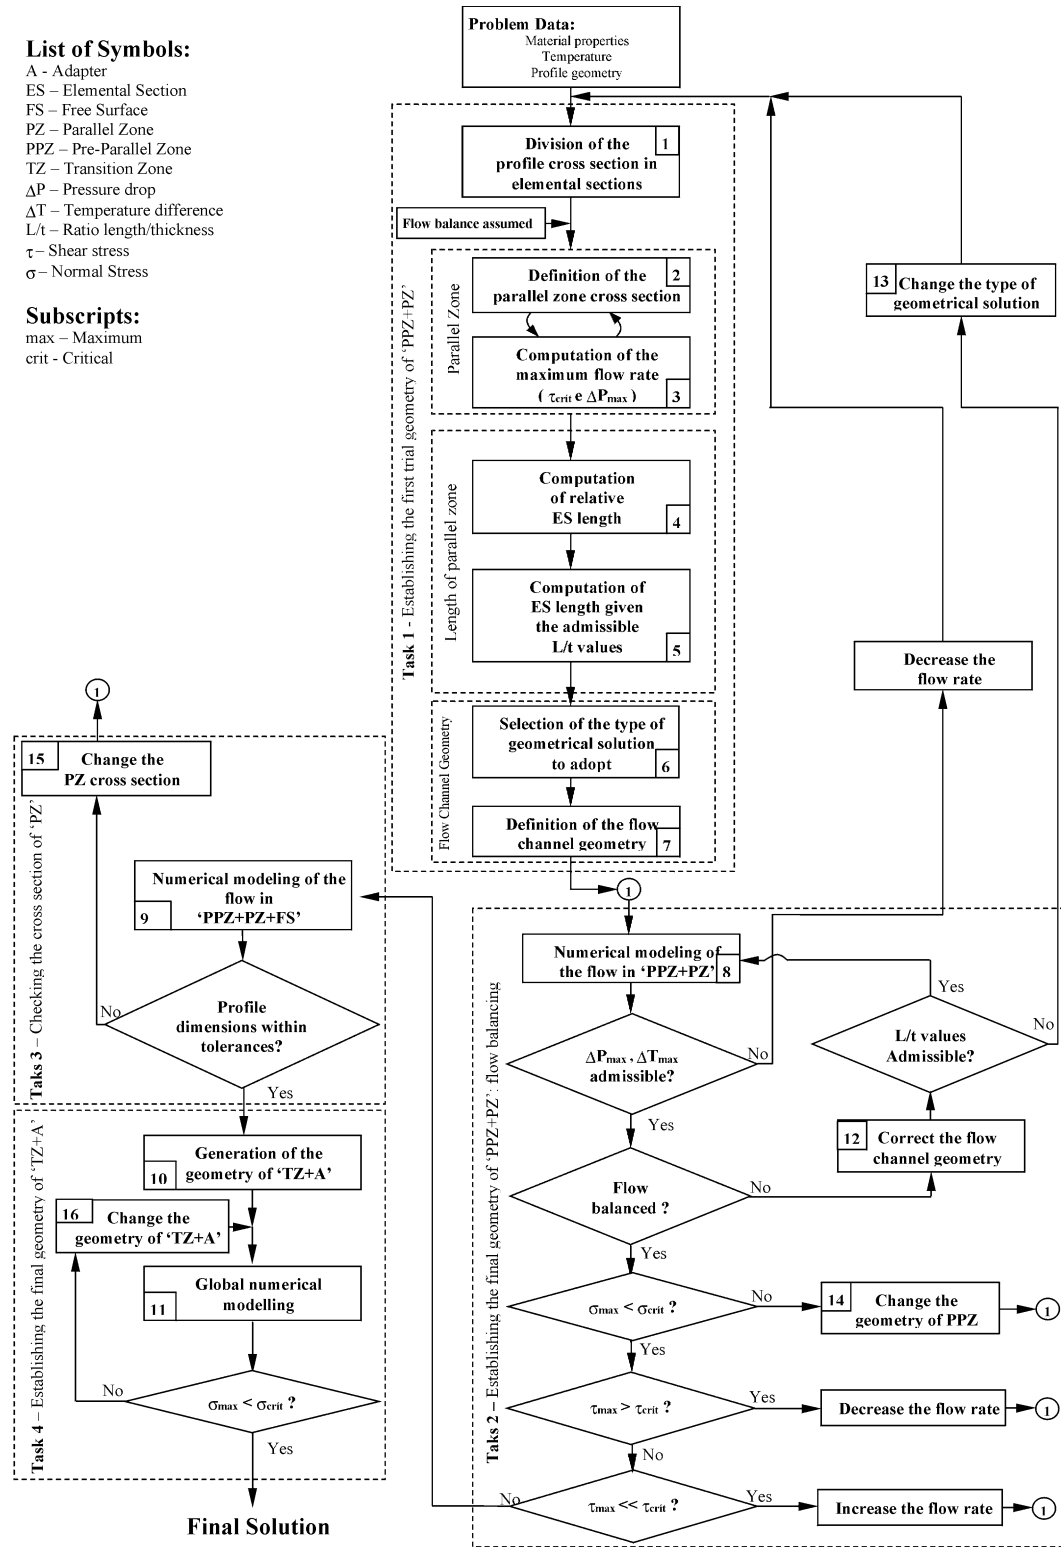 Problem Data:
Material properties
Temperature
Profile geometry
List of Symbols:
A - Adapter
ES – Elemental Section
FS – Free Surface
PZ – Parallel Zone
PPZ – Pre-Parallel Zone
TZ – Transition Zone
ΔP – Pressure drop
ΔT – Temperature difference
L/t – Ratio length/thickness
τ – Shear stress
σ – Normal Stress
Subscripts:
max – Maximum
crit - Critical
Task 1 - Establishing the first trial geometry of ‘PPZ+PZ’
1
Division of the
profile cross section in
elemental sections
Flow balance assumed
Parallel Zone
2
Definition of the
parallel zone cross section
Computation of the
maximum flow rate
( τcrit e ΔPmax )
3
Length of parallel zone
Computation
of relative
ES length
4
Computation of
ES length given
the admissible
L/t values
5
Flow Channel Geometry
Selection of the type of
geometrical solution
to adopt
6
Definition of the flow
channel geometry
7
1
13
Change the type of
geometrical solution
Decrease the
flow rate
Taks 2 – Establishing the final geometry of ‘PPZ+PZ’: flow balancing
Numerical modeling of
the flow in ‘PPZ+PZ’
8
ΔPmax , ΔTmax
admissible?
No
Yes
L/t values
Admissible?
Yes
No
12
Correct the flow
channel geometry
Flow
balanced ?
No
Yes
σmax < σcrit ?
No
14
Change the
geometry of PPZ
1
Yes
τmax > τcrit ?
Yes
Decrease the flow rate
1
No
τmax << τcrit ?
Yes
Increase the flow rate
1
No
Taks 3 – Checking the cross section of ‘PZ’
1
15
Change the
PZ cross section
Numerical modeling of the
flow in
‘PPZ+PZ+FS’
9
Profile
dimensions within
tolerances?
No
Yes
Task 4 – Establishing the final geometry of ‘TZ+A’
Generation of the
geometry of ‘TZ+A’
10
16
Change the
geometry of ‘TZ+A’
Global numerical
modelling
11
σmax < σcrit ?
No
Yes
Final Solution